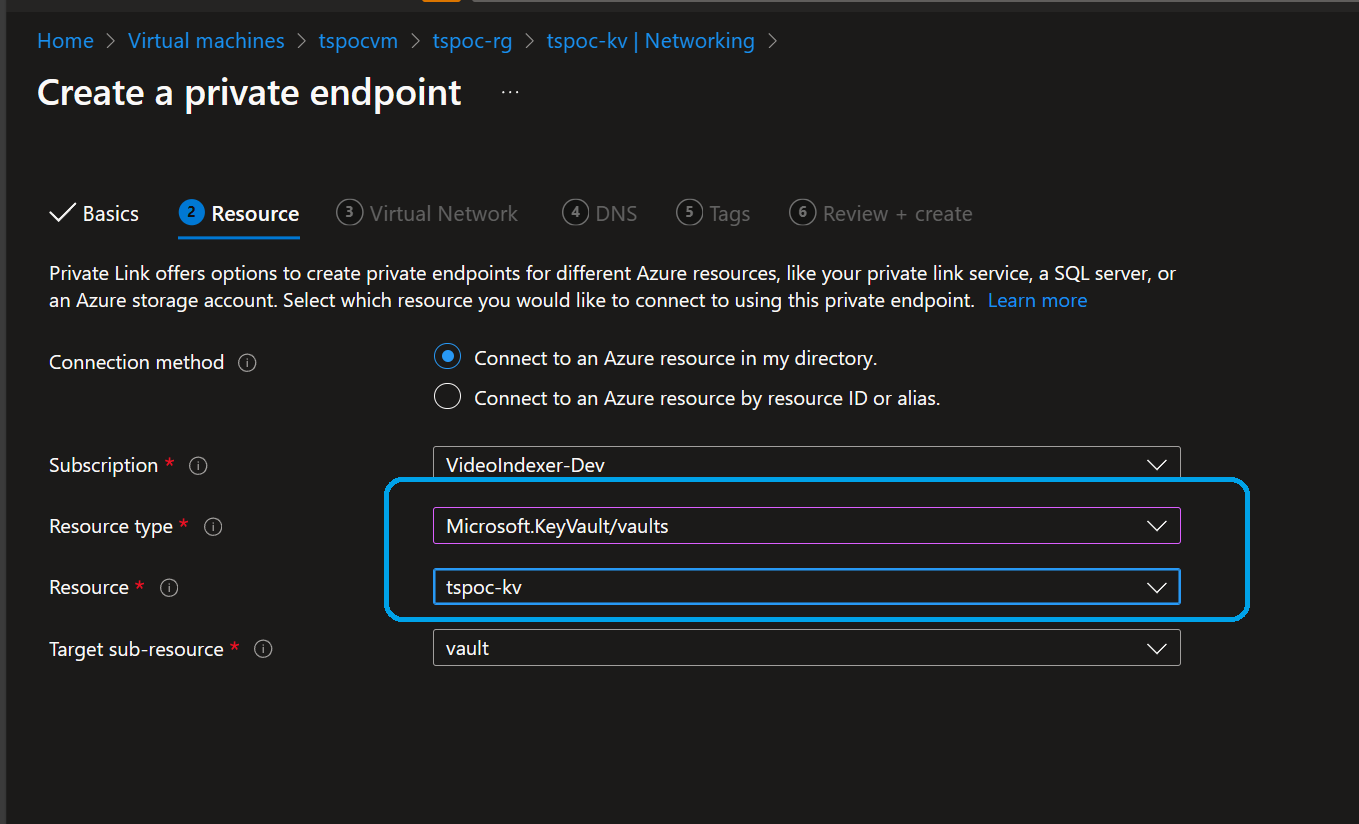 Home > Virtual machines > tspocvm > tspoc-rg > tspoc-kv | Networking >
Create a private endpoint ...
Basics 2 Resource 3 Virtual Network 4 DNS 5 Tags 6 Review + create
Private Link offers options to create private endpoints for different Azure resources, like your private link service, a SQL server, or
an Azure storage account. Select which resource you would like to connect to using this private endpoint. Learn more
Connection method Connect to an Azure resource in my directory.
Connect to an Azure resource by resource ID or alias.
Subscription * VideoIndexer-Dev
Resource type * Microsoft.KeyVault/vaults
Resource * tspoc-kv
Target sub-resource * vault